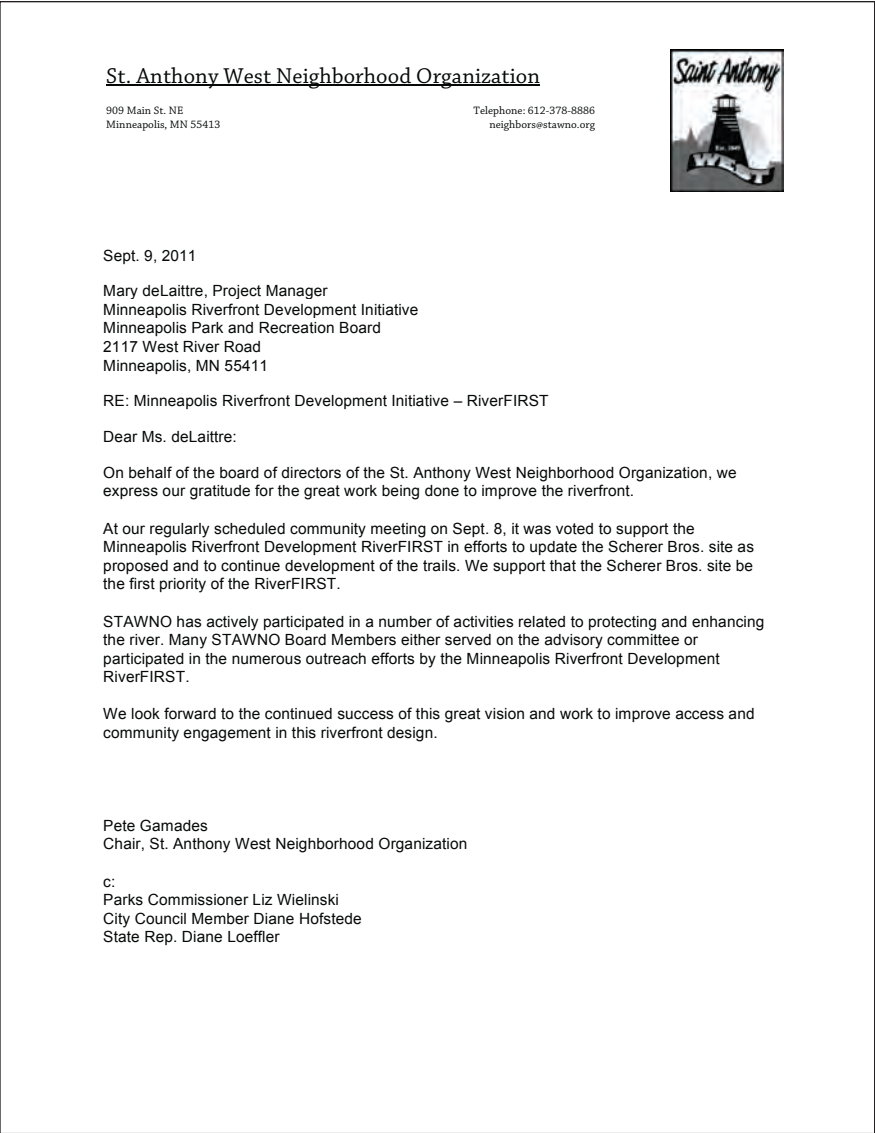 St. Anthony West Neighborhood Organization
909 Main St. NE
Minneapolis, MN 55413
Telephone: 612-378-8886
neighbors@stawno.org
Saint Anthony
Est. 1849
WEST
Sept. 9, 2011
Mary deLaittre, Project Manager
Minneapolis Riverfront Development Initiative
Minneapolis Park and Recreation Board
2117 West River Road
Minneapolis, MN 55411
RE: Minneapolis Riverfront Development Initiative – RiverFIRST
Dear Ms. deLaittre:
On behalf of the board of directors of the St. Anthony West Neighborhood Organization, we
express our gratitude for the great work being done to improve the riverfront.
At our regularly scheduled community meeting on Sept. 8, it was voted to support the
Minneapolis Riverfront Development RiverFIRST in efforts to update the Scherer Bros. site as
proposed and to continue development of the trails. We support that the Scherer Bros. site be
the first priority of the RiverFIRST.
STAWNO has actively participated in a number of activities related to protecting and enhancing
the river. Many STAWNO Board Members either served on the advisory committee or
participated in the numerous outreach efforts by the Minneapolis Riverfront Development
RiverFIRST.
We look forward to the continued success of this great vision and work to improve access and
community engagement in this riverfront design.
Pete Gamades
Chair, St. Anthony West Neighborhood Organization
c:
Parks Commissioner Liz Wielinski
City Council Member Diane Hofstede
State Rep. Diane Loeffler